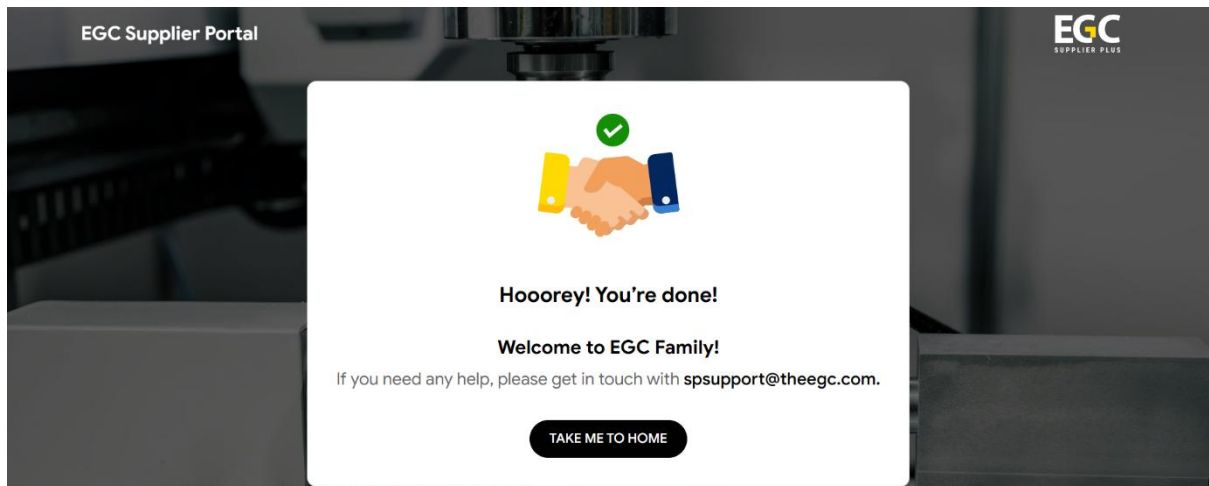 EGC Supplier Portal
EGC
SUPPLIER PLUS
Hooorey! You're done!
Welcome to EGC Family!
If you need any help, please get in touch with spsupport@theegc.com.
TAKE ME TO HOME